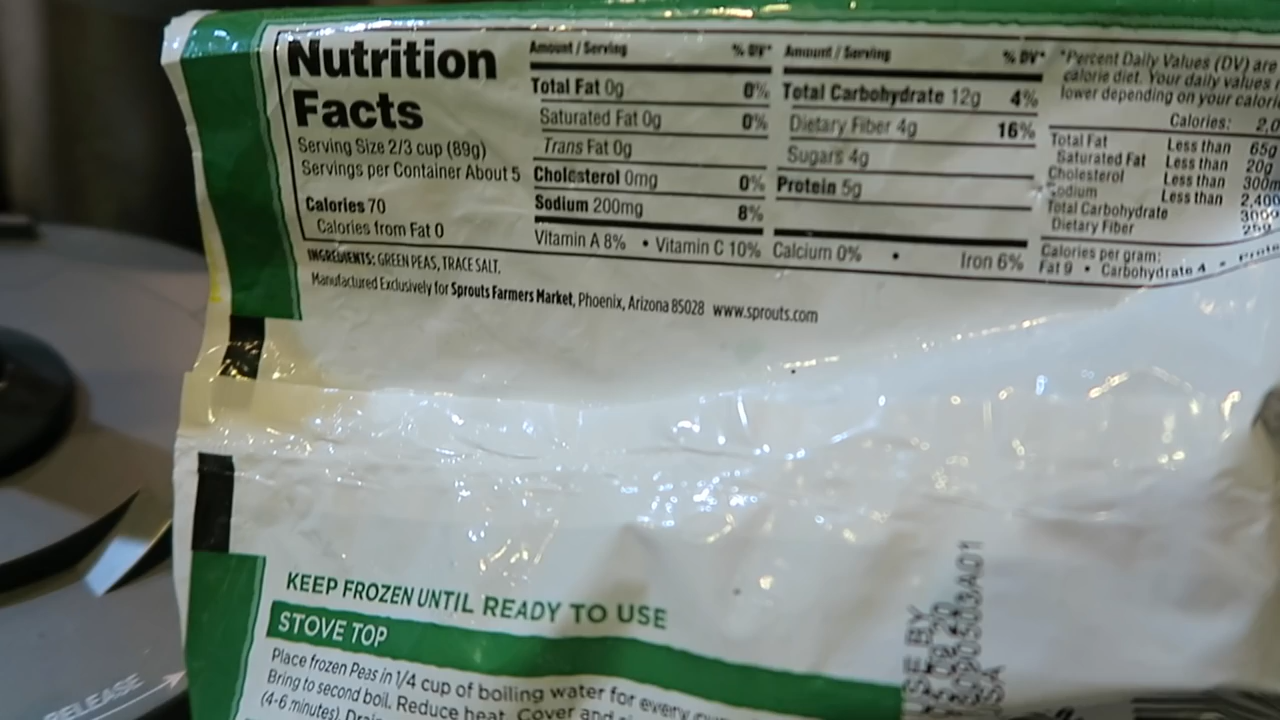 Nutrition
Facts
Serving Size 2/3 cup (89g)
Servings per Container About 5
Calories 70
Calories from Fat 0
Amount / Serving % DV*
Total Fat 0g 0%
Saturated Fat 0g 0%
Trans Fat 0g
Cholesterol 0mg 0%
Sodium 200mg 8%
Amount / Serving % DV*
Total Carbohydrate 12g 4%
Dietary Fiber 4g 16%
Sugars 4g
Protein 5g
Vitamin A 8% • Vitamin C 10% Calcium 0% • Iron 6%
*Percent Daily Values (DV) are
calorie diet. Your daily values
lower depending on your
Calories:
Total Fat Less than 65g
Saturated Fat Less than 20g
Cholesterol Less than
Sodium Less than
Total Carbohydrate
Dietary Fiber
Calories per gram:
Fat 9 • Carbohydrate 4 •
INGREDIENTS: GREEN PEAS, TRACE SALT.
Manufactured Exclusively for Sprouts Farmers Market, Phoenix, Arizona 85028 www.sprouts.com
KEEP FROZEN UNTIL READY TO USE
STOVE TOP
Place frozen Peas in 1/4 cup of boiling water for every
Bring to second boil. Reduce heat. Cover and
(4-6 minutes).
BY
RELEASE